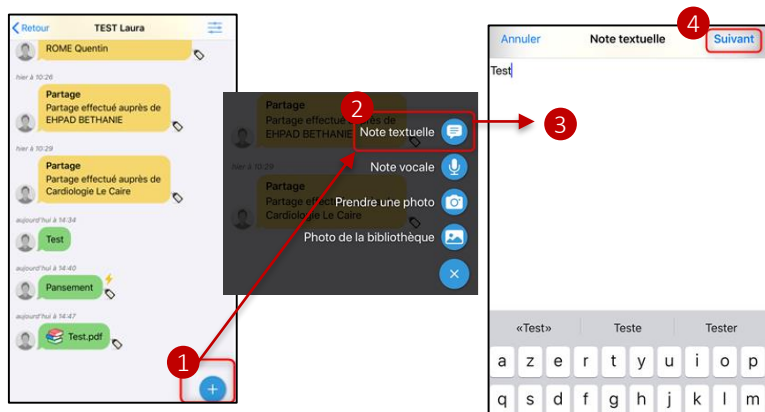 Retour
TEST Laura
ROME Quentin
hier à 10:26
Partage
Partage effectué auprès de
EHPAD BETHANIE
hier à 10:29
Partage
Partage effectué auprès de
Cardiologie Le Caire
aujourd'hui à 14:34
Test
aujourd'hui à 14:40
Pansement
aujourd'hui à 14:47
Test.pdf
1
+
Partage
Partage effectué auprès de
EHPAD BETHANIE
2
Note textuelle
hier à 10:29
Note vocale
Partage
Partage effectué auprès de
Cardiologie Le Caire
Prendre une photo
Photo de la bibliothèque
×
3
4
Annuler
Note textuelle
Suivant
Test
«Test» Teste Tester
a z e r t y u i o p
q s d f g h j k l m